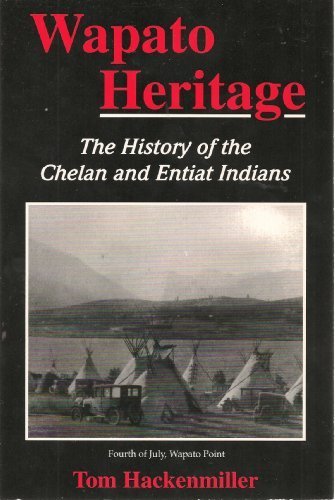 Wapato
Heritage
The History of the
Chelan and Entiat Indians
Fourth of July, Wapato Point
Tom Hackenmiller